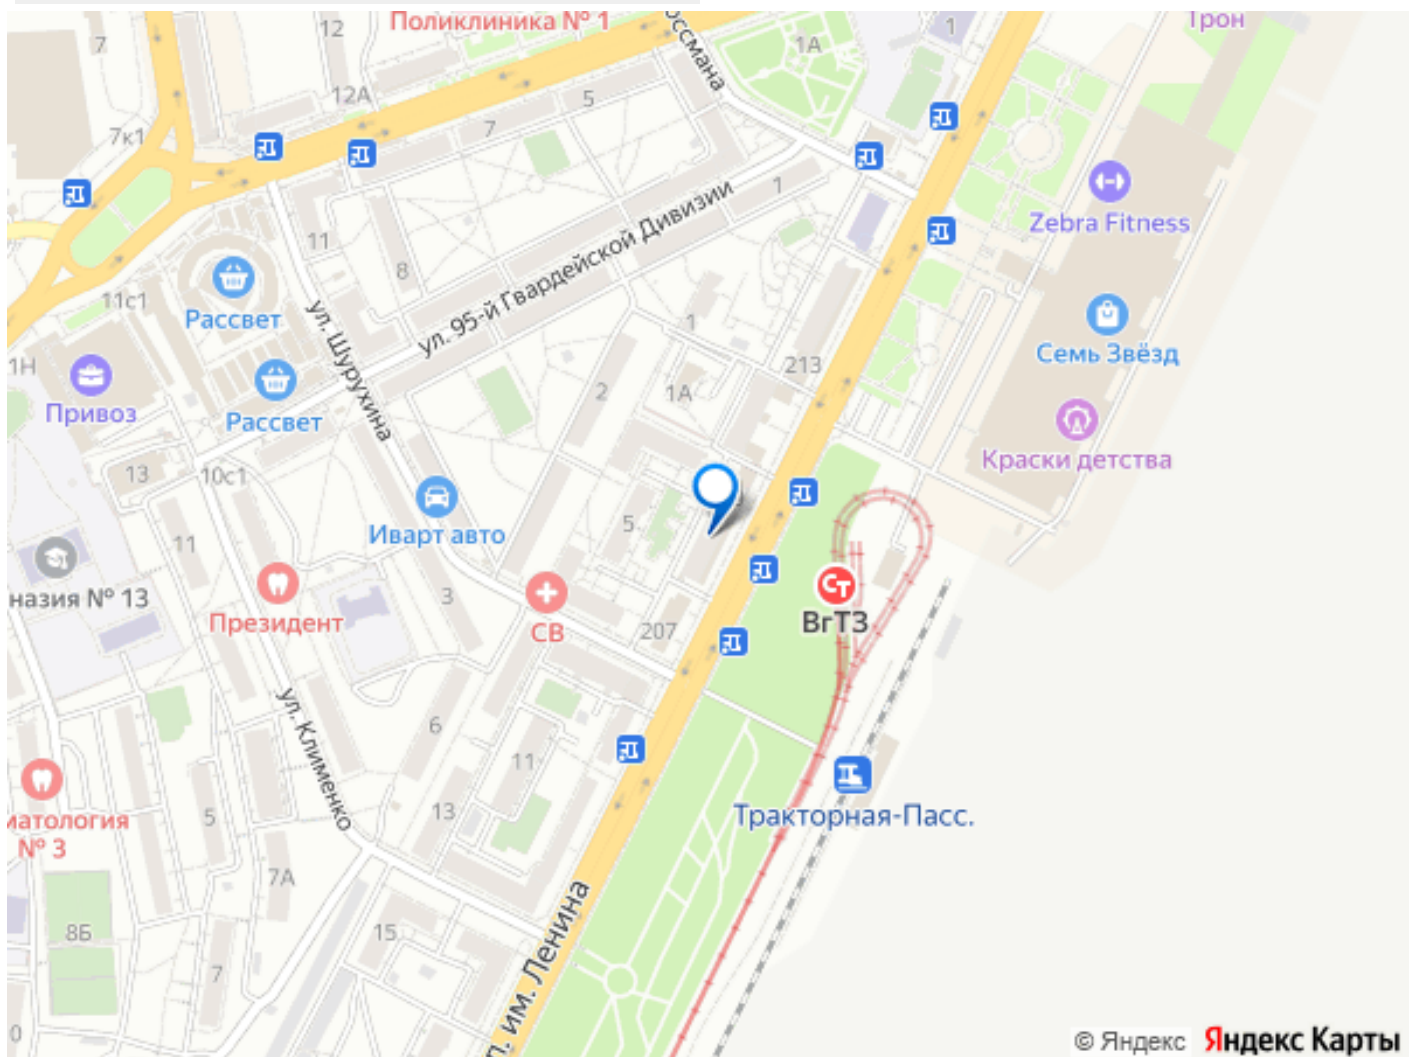 Поликлиника № 1
Трон
7
12
1А
1
12А
5
7
7к1
ул. 95-й Гвардейской Дивизии
1
Zebra Fitness
11
8
11с1
Рассвет
ул. Шурухина
1
Семь Звёзд
1Н
213
Привоз
Рассвет
2
1А
Краски детства
13
10с1
Иварт авто
5
11
назия № 13
Президент
3
СВ
207
Ст
ВгТЗ
ул. Клименко
6
11
Тракторная-Пасс.
матология
№ 3
5
13
7А
8Б
15
7
0
им. Ленина
© Яндекс Яндекс Карты